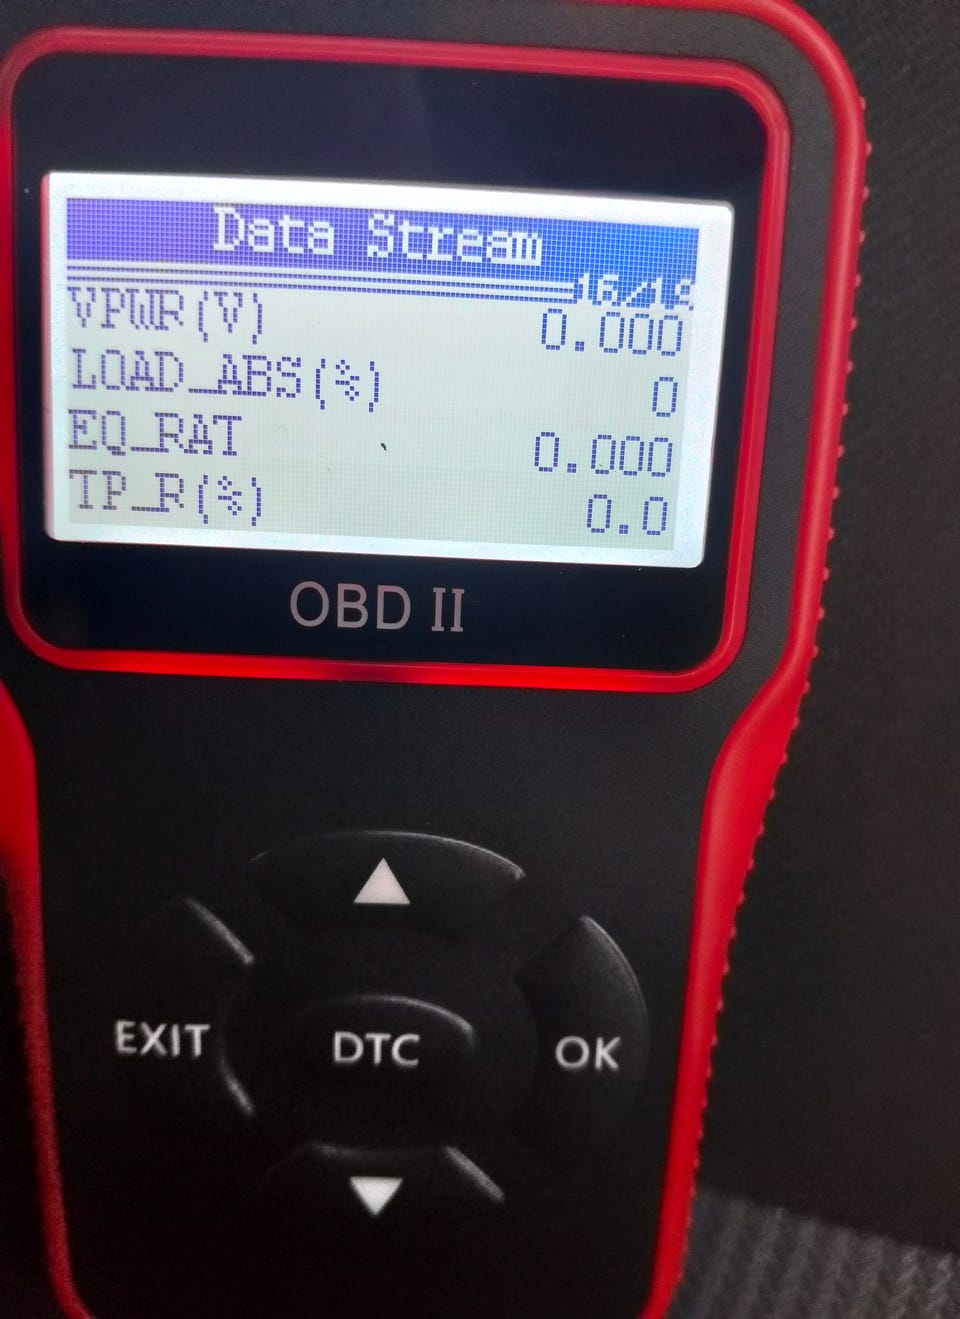 Data Stream
VPWR(V) 0.000
LOAD_ABS(%) 0
EQ_RAT 0.000
TP_R(%) 0.0
OBD II
EXIT DTC OK